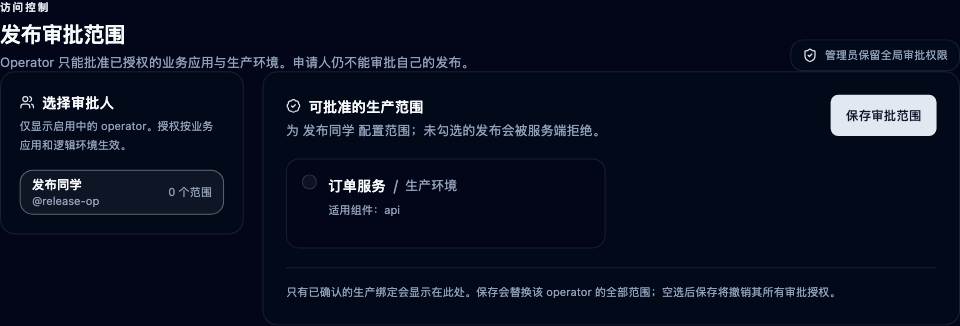 访问控制
发布审批范围
Operator 只能批准已授权的业务应用与生产环境。申请人仍不能审批自己的发布。
管理员保留全局审批权限
选择审批人
仅显示启用中的 operator。授权按业务
应用和逻辑环境生效。
发布同学
@release-op
0 个范围
可批准的生产范围
为 发布同学 配置范围；未勾选的发布会被服务端拒绝。
保存审批范围
订单服务 / 生产环境
适用组件：api
只有已确认的生产绑定会显示在此处。保存会替换该 operator 的全部范围；空选后保存将撤销其所有审批授权。